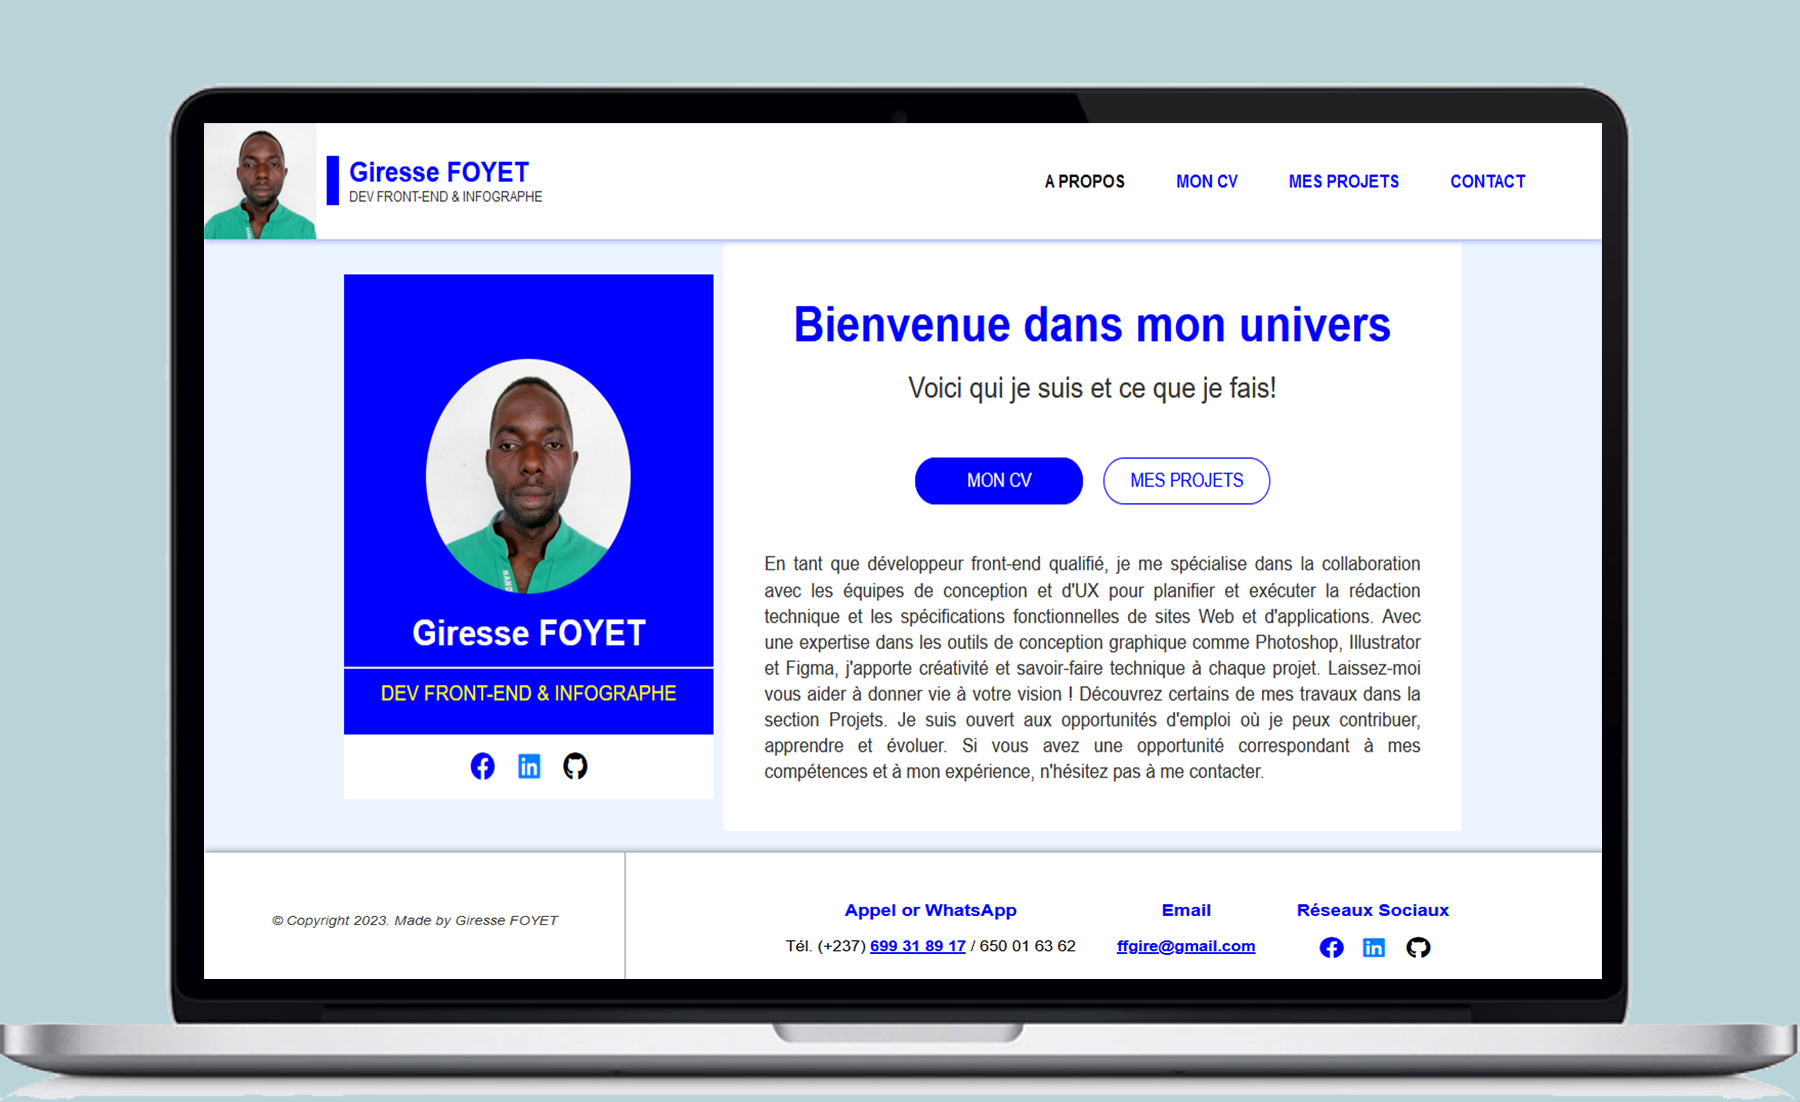 Giresse FOYET
DEV FRONT-END & INFOGRAPHE
A PROPOS
MON CV
MES PROJETS
CONTACT
Giresse FOYET
DEV FRONT-END & INFOGRAPHE
Bienvenue dans mon univers
Voici qui je suis et ce que je fais!
MON CV
MES PROJETS
En tant que développeur front-end qualifié, je me spécialise dans la collaboration
avec les équipes de conception et d'UX pour planifier et exécuter la rédaction
technique et les spécifications fonctionnelles de sites Web et d'applications. Avec
une expertise dans les outils de conception graphique comme Photoshop, Illustrator
et Figma, j'apporte créativité et savoir-faire technique à chaque projet. Laissez-moi
vous aider à donner vie à votre vision ! Découvrez certains de mes travaux dans la
section Projets. Je suis ouvert aux opportunités d'emploi où je peux contribuer,
apprendre et évoluer. Si vous avez une opportunité correspondant à mes
compétences et à mon expérience, n'hésitez pas à me contacter.
© Copyright 2023. Made by Giresse FOYET
Appel or WhatsApp
Tél. (+237) 699 31 89 17 / 650 01 63 62
Email
ffgire@gmail.com
Réseaux Sociaux